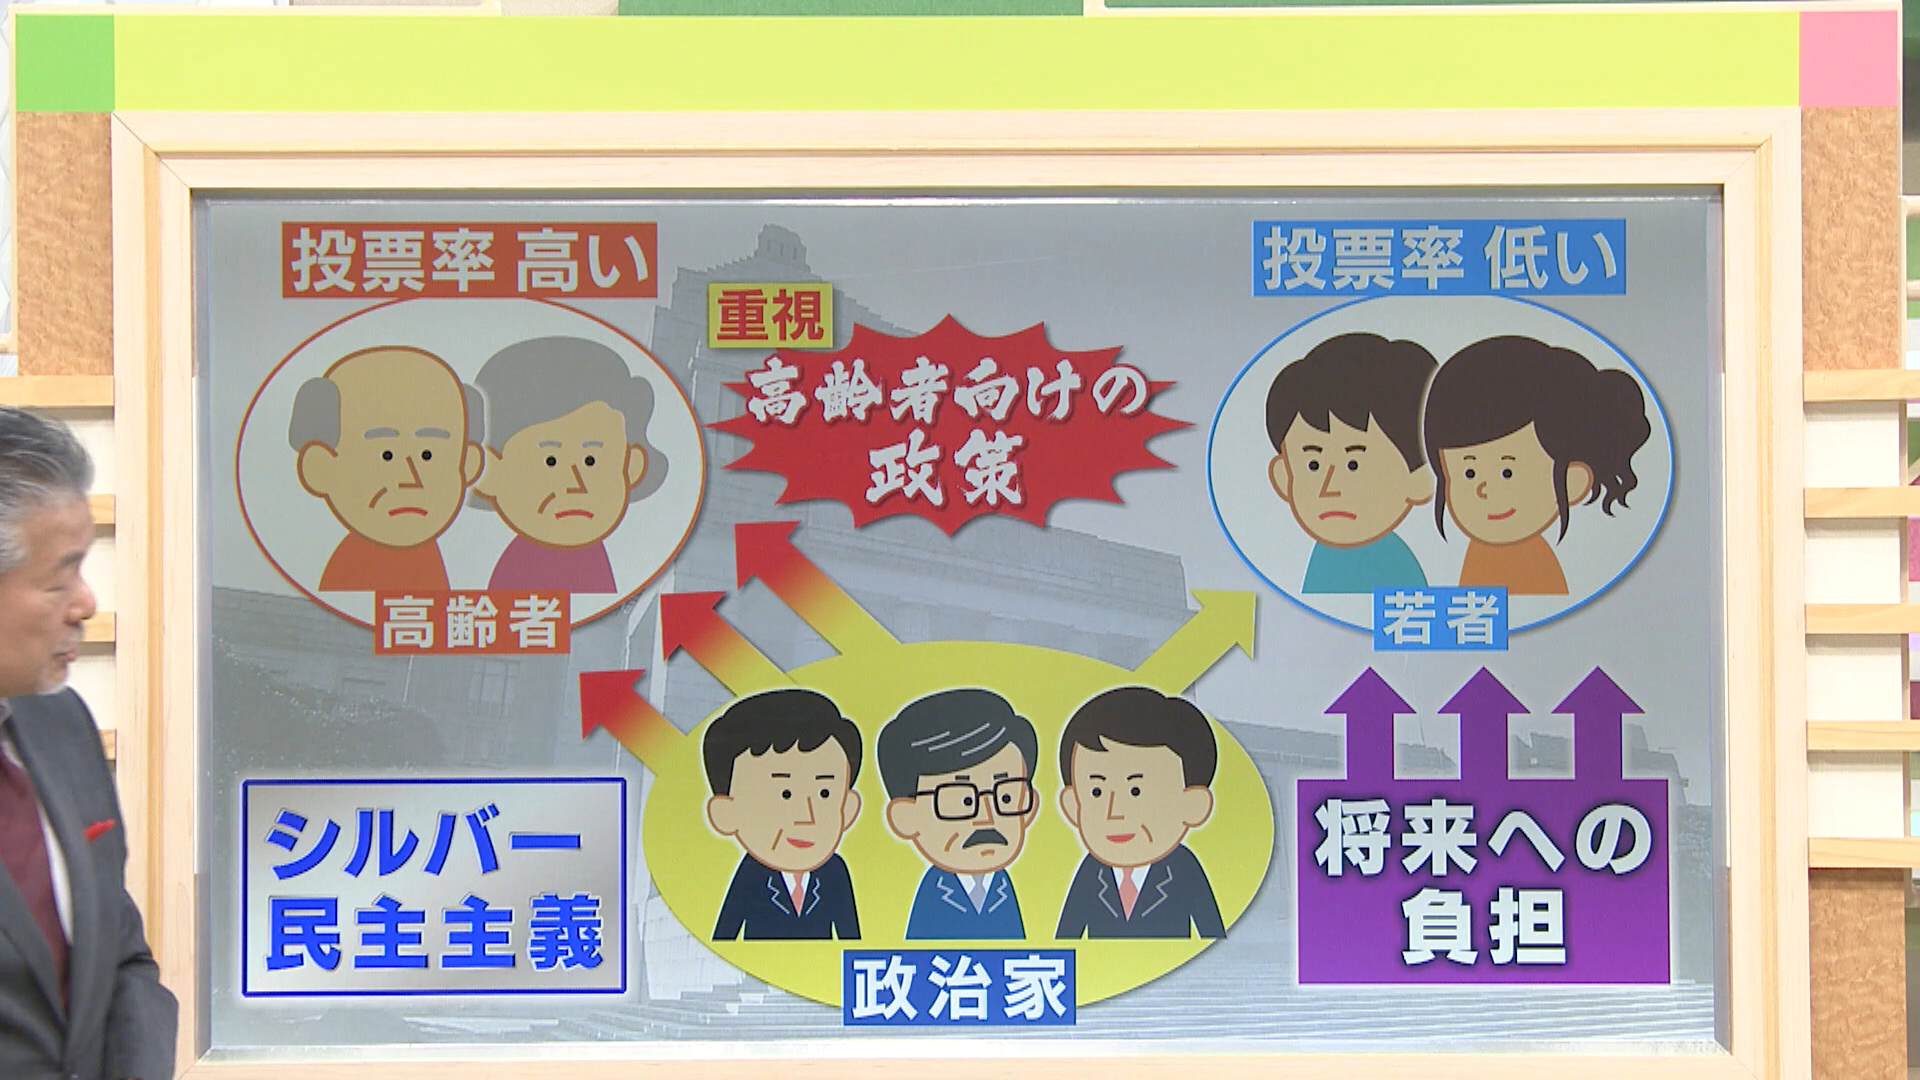 投票率 高い
投票率 低い
重視
高齢者向けの
政策
高齢者
若者
シルバー
民主主義
政治家
将来への
負担